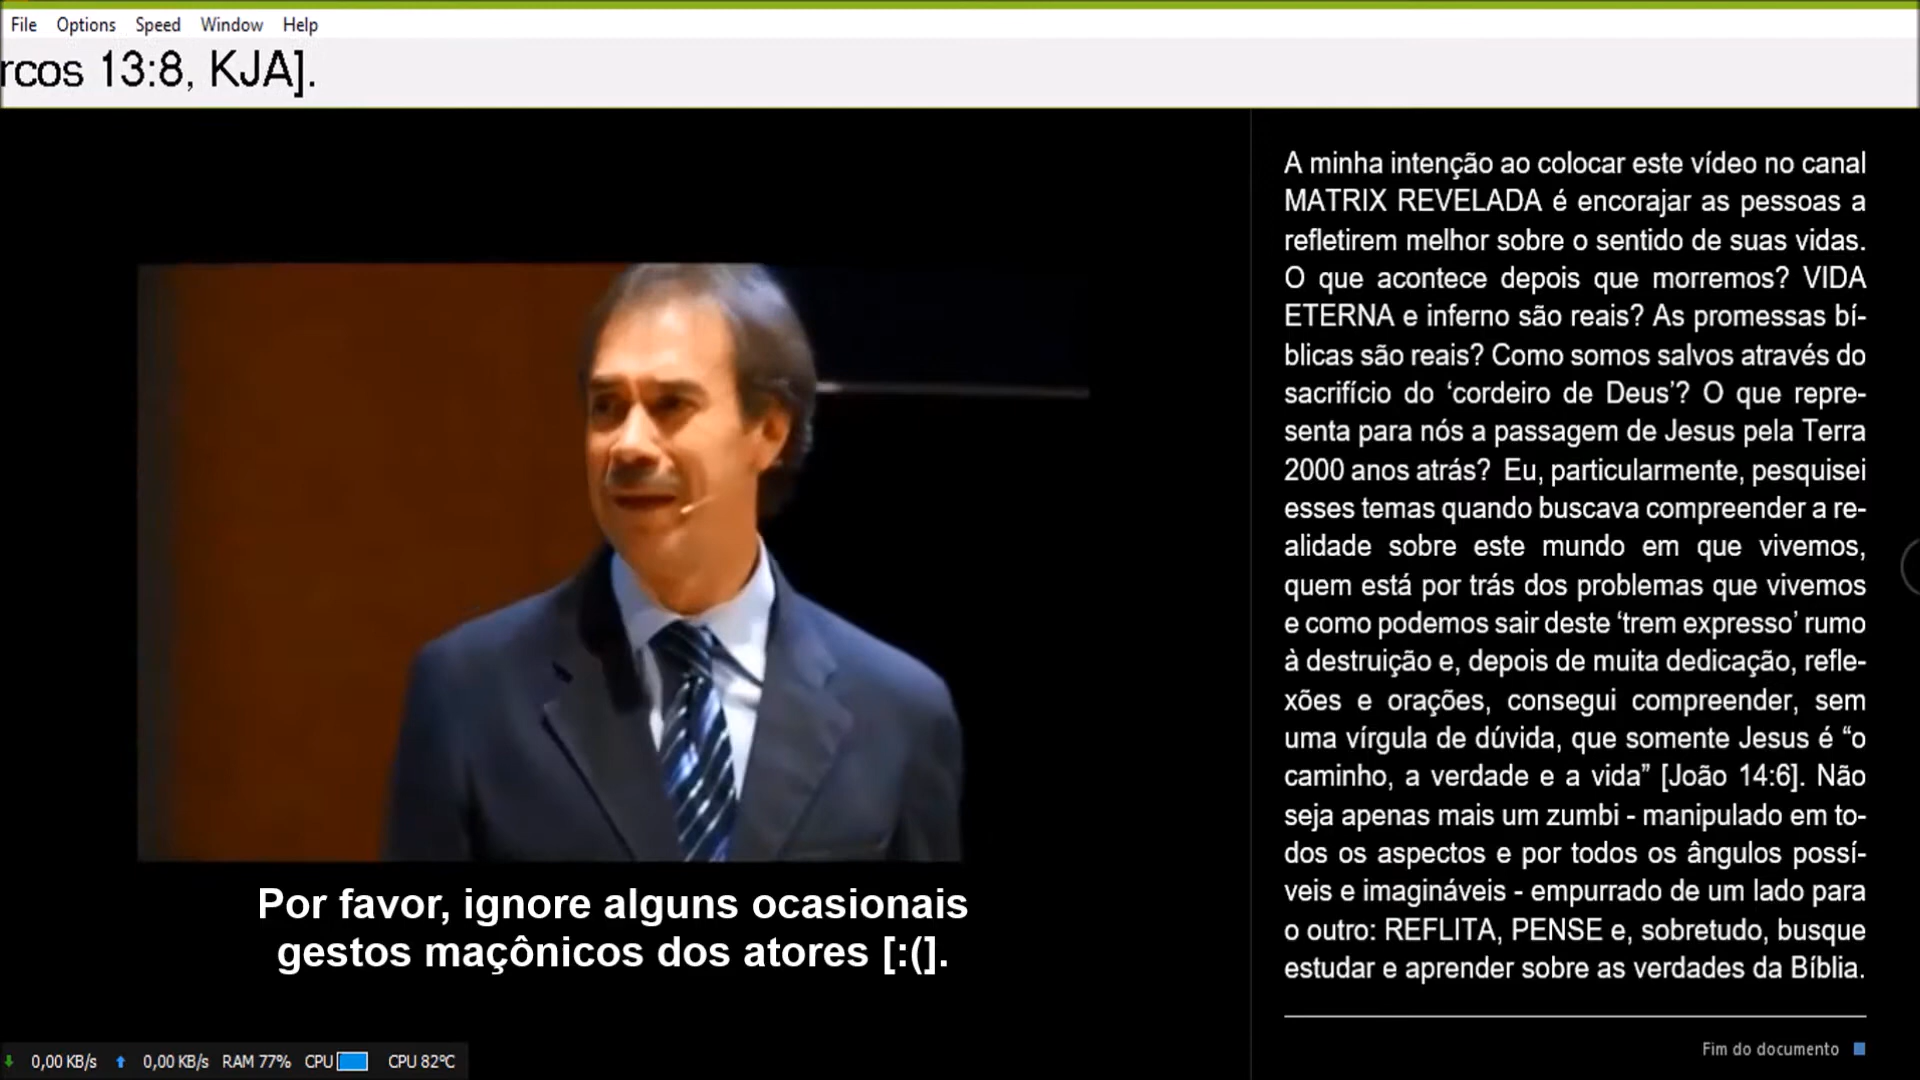 File Options Speed Window Help
rcos 13:8, KJA].
A minha intenção ao colocar este vídeo no canal
MATRIX REVELADA é encorajar as pessoas a
refletirem melhor sobre o sentido de suas vidas.
O que acontece depois que morremos? VIDA
ETERNA e inferno são reais? As promessas bí-
blicas são reais? Como somos salvos através do
sacrifício do ‘cordeiro de Deus’? O que repre-
senta para nós a passagem de Jesus pela Terra
2000 anos atrás? Eu, particularmente, pesquisei
esses temas quando buscava compreender a re-
alidade sobre este mundo em que vivemos,
quem está por trás dos problemas que vivemos
e como podemos sair deste ‘trem expresso’ rumo
à destruição e, depois de muita dedicação, refle-
xões e orações, consegui compreender, sem
uma vírgula de dúvida, que somente Jesus é “o
caminho, a verdade e a vida” [João 14:6]. Não
seja apenas mais um zumbi - manipulado em to-
dos os aspectos e por todos os ângulos possí-
veis e imagináveis - empurrado de um lado para
o outro: REFLITA, PENSE e, sobretudo, busque
estudar e aprender sobre as verdades da Bíblia.
Fim do documento
Por favor, ignore alguns ocasionais
gestos maçônicos dos atores [:(].
0,00 KB/s 0,00 KB/s RAM 77% CPU CPU 82°C